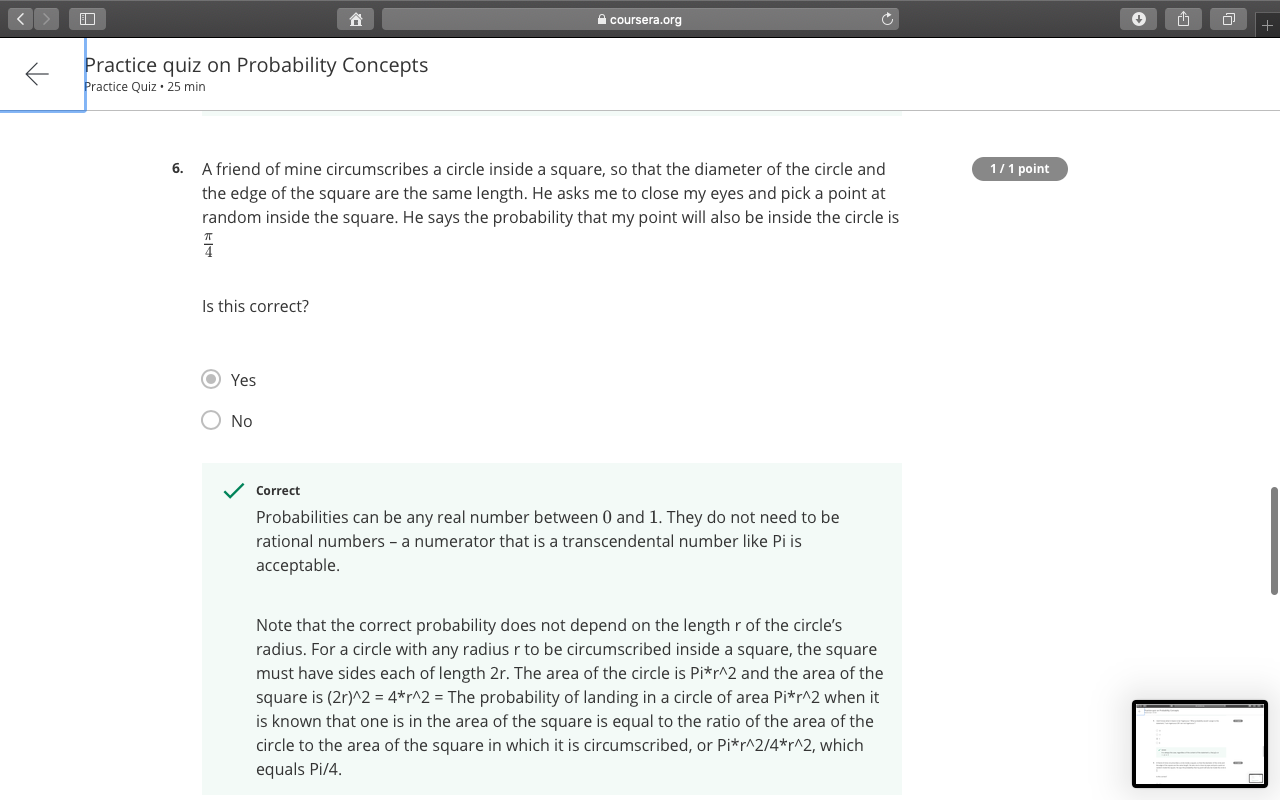 coursera.org
Practice quiz on Probability Concepts
Practice Quiz • 25 min
6.
A friend of mine circumscribes a circle inside a square, so that the diameter of the circle and
the edge of the square are the same length. He asks me to close my eyes and pick a point at
random inside the square. He says the probability that my point will also be inside the circle is
π
4
1 / 1 point
Is this correct?
Yes
No
Correct
Probabilities can be any real number between 0 and 1. They do not need to be
rational numbers – a numerator that is a transcendental number like Pi is
acceptable.
Note that the correct probability does not depend on the length r of the circle’s
radius. For a circle with any radius r to be circumscribed inside a square, the square
must have sides each of length 2r. The area of the circle is Pi*r^2 and the area of the
square is (2r)^2 = 4*r^2 = The probability of landing in a circle of area Pi*r^2 when it
is known that one is in the area of the square is equal to the ratio of the area of the
circle to the area of the square in which it is circumscribed, or Pi*r^2/4*r^2, which
equals Pi/4.